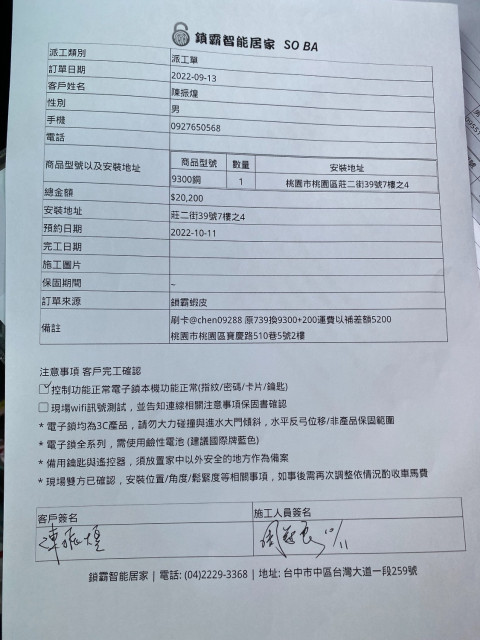 鎖霸智能居家 SO BA
派工類別 派工單
訂單日期 2022-09-13
客戶姓名 陳振煌
性別 男
手機 0927650568
電話
商品型號以及安裝地址 商品型號 數量 安裝地址
9300鋼 1 桃園市桃園區莊二街39號7樓之4
總金額 $20,200
安裝地址 莊二街39號7樓之4
預約日期 2022-10-11
完工日期
施工圖片
保固期間 ~
訂單來源 鎖霸蝦皮
備註 刷卡@chen09288 原739換9300+200運費以補差額5200
桃園市桃園區寶慶路510巷5號2樓
注意事項 客戶完工確認
控制功能正常電子鎖本機功能正常(指紋/密碼/卡片/鑰匙)
現場wifi訊號測試，並告知連線相關注意事項保固書確認
* 電子鎖均為3C產品，請勿大力碰撞與進水大門傾斜，水平反弓位移/非產品保固範圍
* 電子鎖全系列，需使用鹼性電池 (建議國際牌藍色)
* 備用鑰匙與遙控器，須放置家中以外安全的地方作為備案
* 現場雙方已確認，安裝位置/角度/鬆緊度等相關事項，如事後需再次調整依情況酌收車馬費
客戶簽名 施工人員簽名
陳振煌 10/11
鎖霸智能居家 | 電話: (04)2229-3368 | 地址: 台中市中區台灣大道一段259號